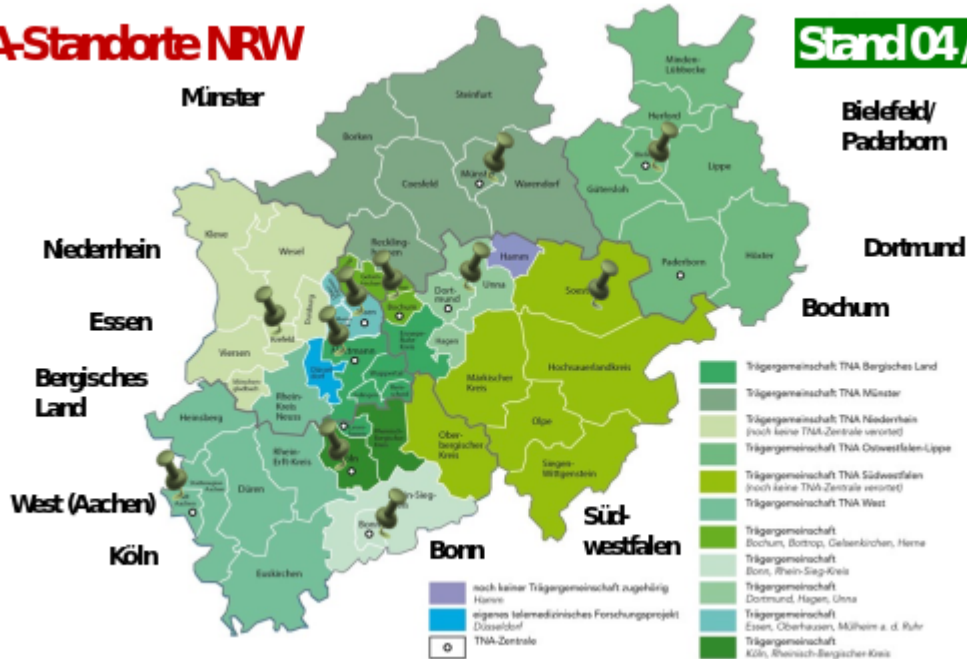 A-Standorte NRW
Stand 04/
Münster
Bielefeld/
Paderborn
Niederrhein
Dortmund
Essen
Bochum
Bergisches
Land
West (Aachen)
Köln
Bonn
Süd-
westfalen
Minden-
Lübbecke
Steinfurt
Herford
Borken
Lippe
Coesfeld
Warendorf
Gütersloh
Kleve
Wesel
Hamm
Paderborn
Höxter
Unna
Dort-
mund
Soest
Bochum
Duisburg
Krefeld
Viersen
Hagen
Märkischer
Kreis
Hochsauerlandkreis
Wuppertal
Rhein-
Kreis
Neuss
Heinsberg
Rhein-
Erft-Kreis
Ober-
bergischer
Kreis
Olpe
Siegen-
Wittgenstein
Düren
Aachen
Euskirchen
Bonn
Trägergemeinschaft TNA Bergisches Land
Trägergemeinschaft TNA Münster
Trägergemeinschaft TNA Niederrhein
(noch keine TNA-Zentrale verortet)
Trägergemeinschaft TNA Ostwestfalen-Lippe
Trägergemeinschaft TNA Südwestfalen
(noch keine TNA-Zentrale verortet)
Trägergemeinschaft TNA West
Trägergemeinschaft
Bochum, Bottrop, Gelsenkirchen, Herne
Trägergemeinschaft
Bonn, Rhein-Sieg-Kreis
Trägergemeinschaft
Dortmund, Hagen, Unna
Trägergemeinschaft
Essen, Oberhausen, Mülheim a. d. Ruhr
Trägergemeinschaft
Köln, Rheinisch-Bergischer-Kreis
noch keiner Trägergemeinschaft zugehörig
Hamm
eigenes telemedizinisches Forschungsprojekt
Düsseldorf
TNA-Zentrale